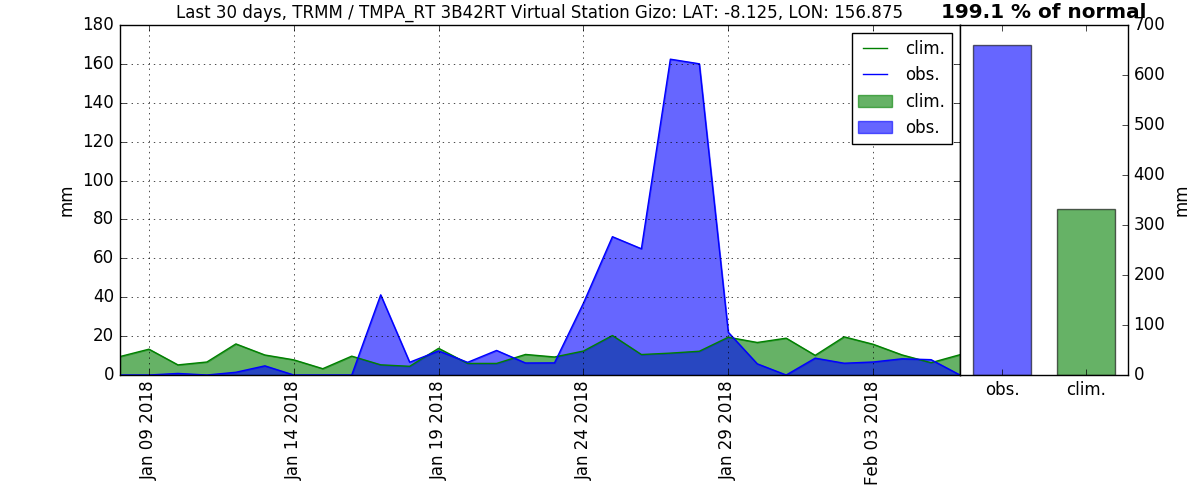 Last 30 days, TRMM / TMPA_RT 3B42RT Virtual Station Gizo: LAT: -8.125, LON: 156.875
199.1 % of normal
180
160
140
120
100
80
60
40
20
0
mm
clim.
obs.
clim.
obs.
Jan 09 2018
Jan 14 2018
Jan 19 2018
Jan 24 2018
Jan 29 2018
Feb 03 2018
700
600
500
400
300
200
100
0
mm
obs.
clim.